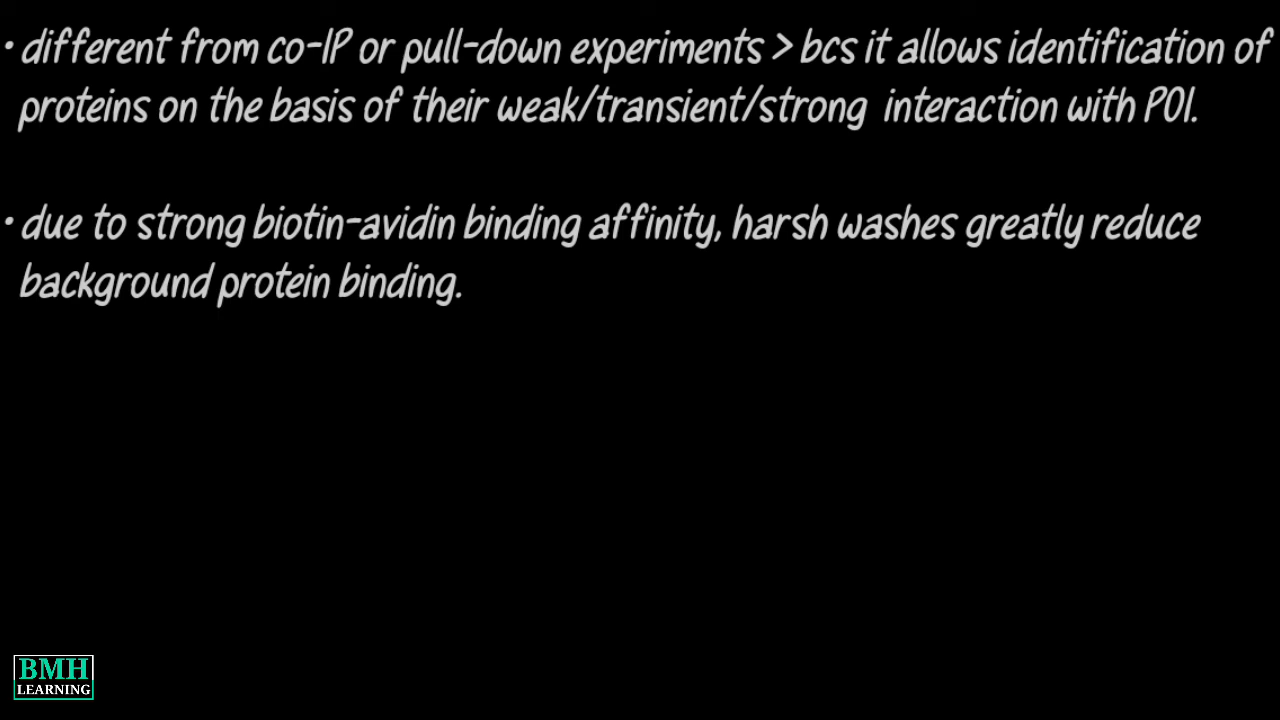 • different from co-IP or pull-down experiments > bcs it allows identification of
proteins on the basis of their weak/transient/strong interaction with POI.
• due to strong biotin-avidin binding affinity, harsh washes greatly reduce
background protein binding.
BMH
LEARNING